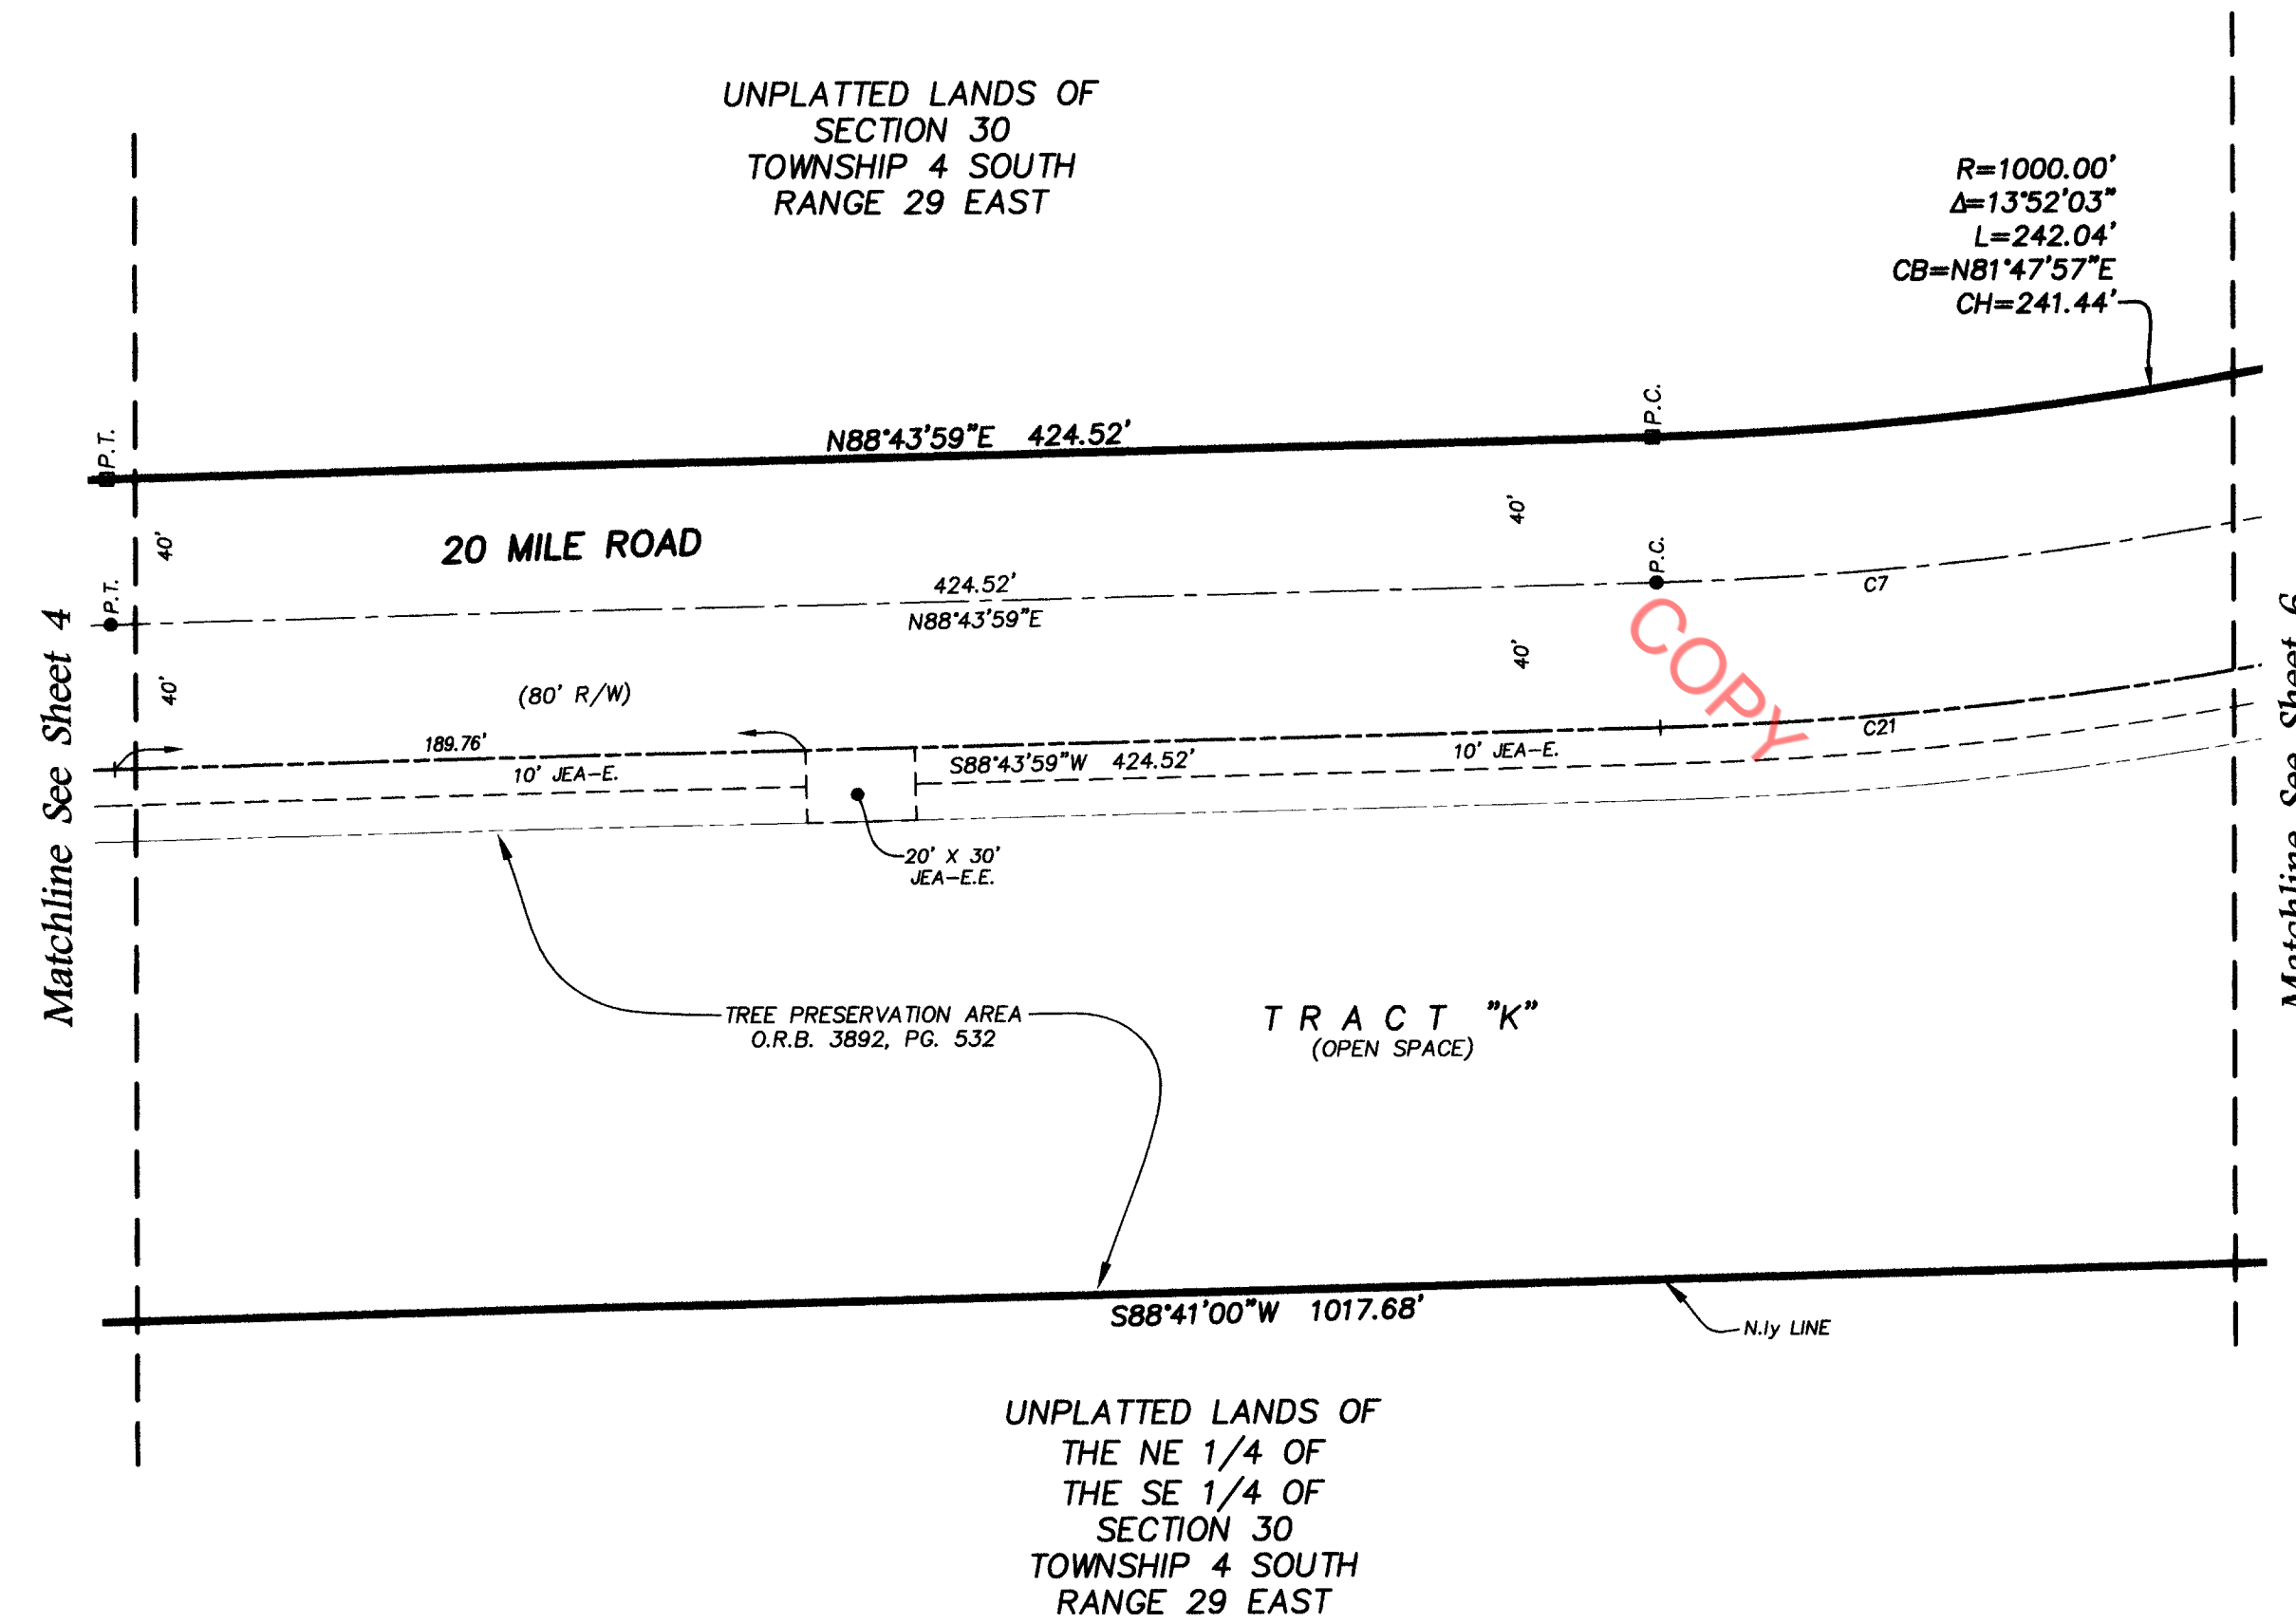 UNPLATTED LANDS OF
SECTION 30
TOWNSHIP 4 SOUTH
RANGE 29 EAST
R=1000.00'
Δ=13°52'03"
L=242.04'
CB=N81°47'57"E
CH=241.44'
P.T.
N88°43'59"E 424.52'
P.C.
40'
20 MILE ROAD
40'
P.T.
424.52'
N88°43'59"E
P.C.
C7
Matchline See Sheet 4
40'
(80' R/W)
40'
COPY
Matchline See Sheet 6
189.76'
10' JEA-E.
S88°43'59"W 424.52'
10' JEA-E.
C21
20' X 30'
JEA-E.E.
TREE PRESERVATION AREA
O.R.B. 3892, PG. 532
TRACT "K"
(OPEN SPACE)
S88°41'00"W 1017.68'
N.ly LINE
UNPLATTED LANDS OF
THE NE 1/4 OF
THE SE 1/4 OF
SECTION 30
TOWNSHIP 4 SOUTH
RANGE 29 EAST